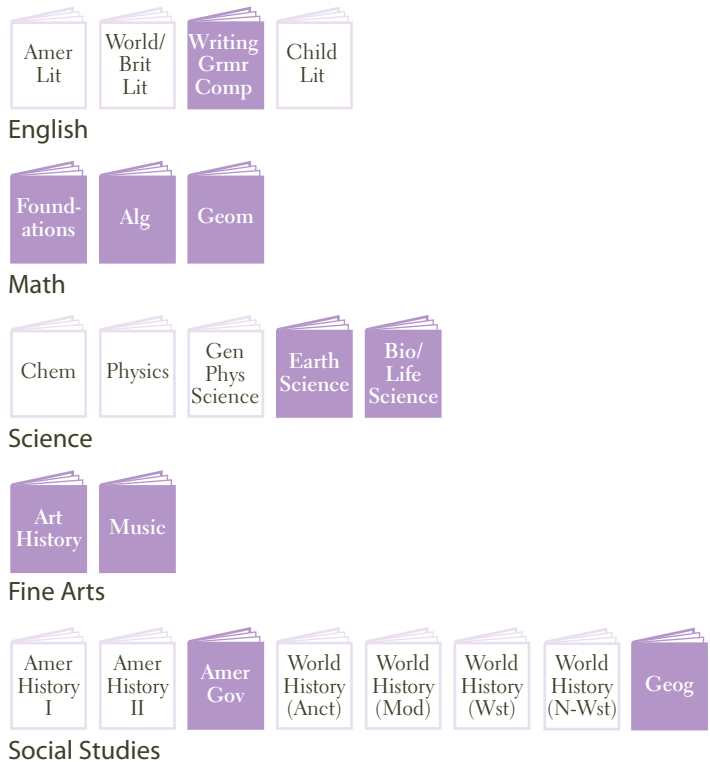 Amer
Lit
World/
Brit
Lit
Writing
Grmr
Comp
Child
Lit
English
Found-
ations
Alg
Geom
Math
Chem
Physics
Gen
Phys
Science
Earth
Science
Bio/
Life
Science
Science
Art
History
Music
Fine Arts
Amer
History
I
Amer
History
II
Amer
Gov
World
History
(Anct)
World
History
(Mod)
World
History
(Wst)
World
History
(N-Wst)
Geog
Social Studies